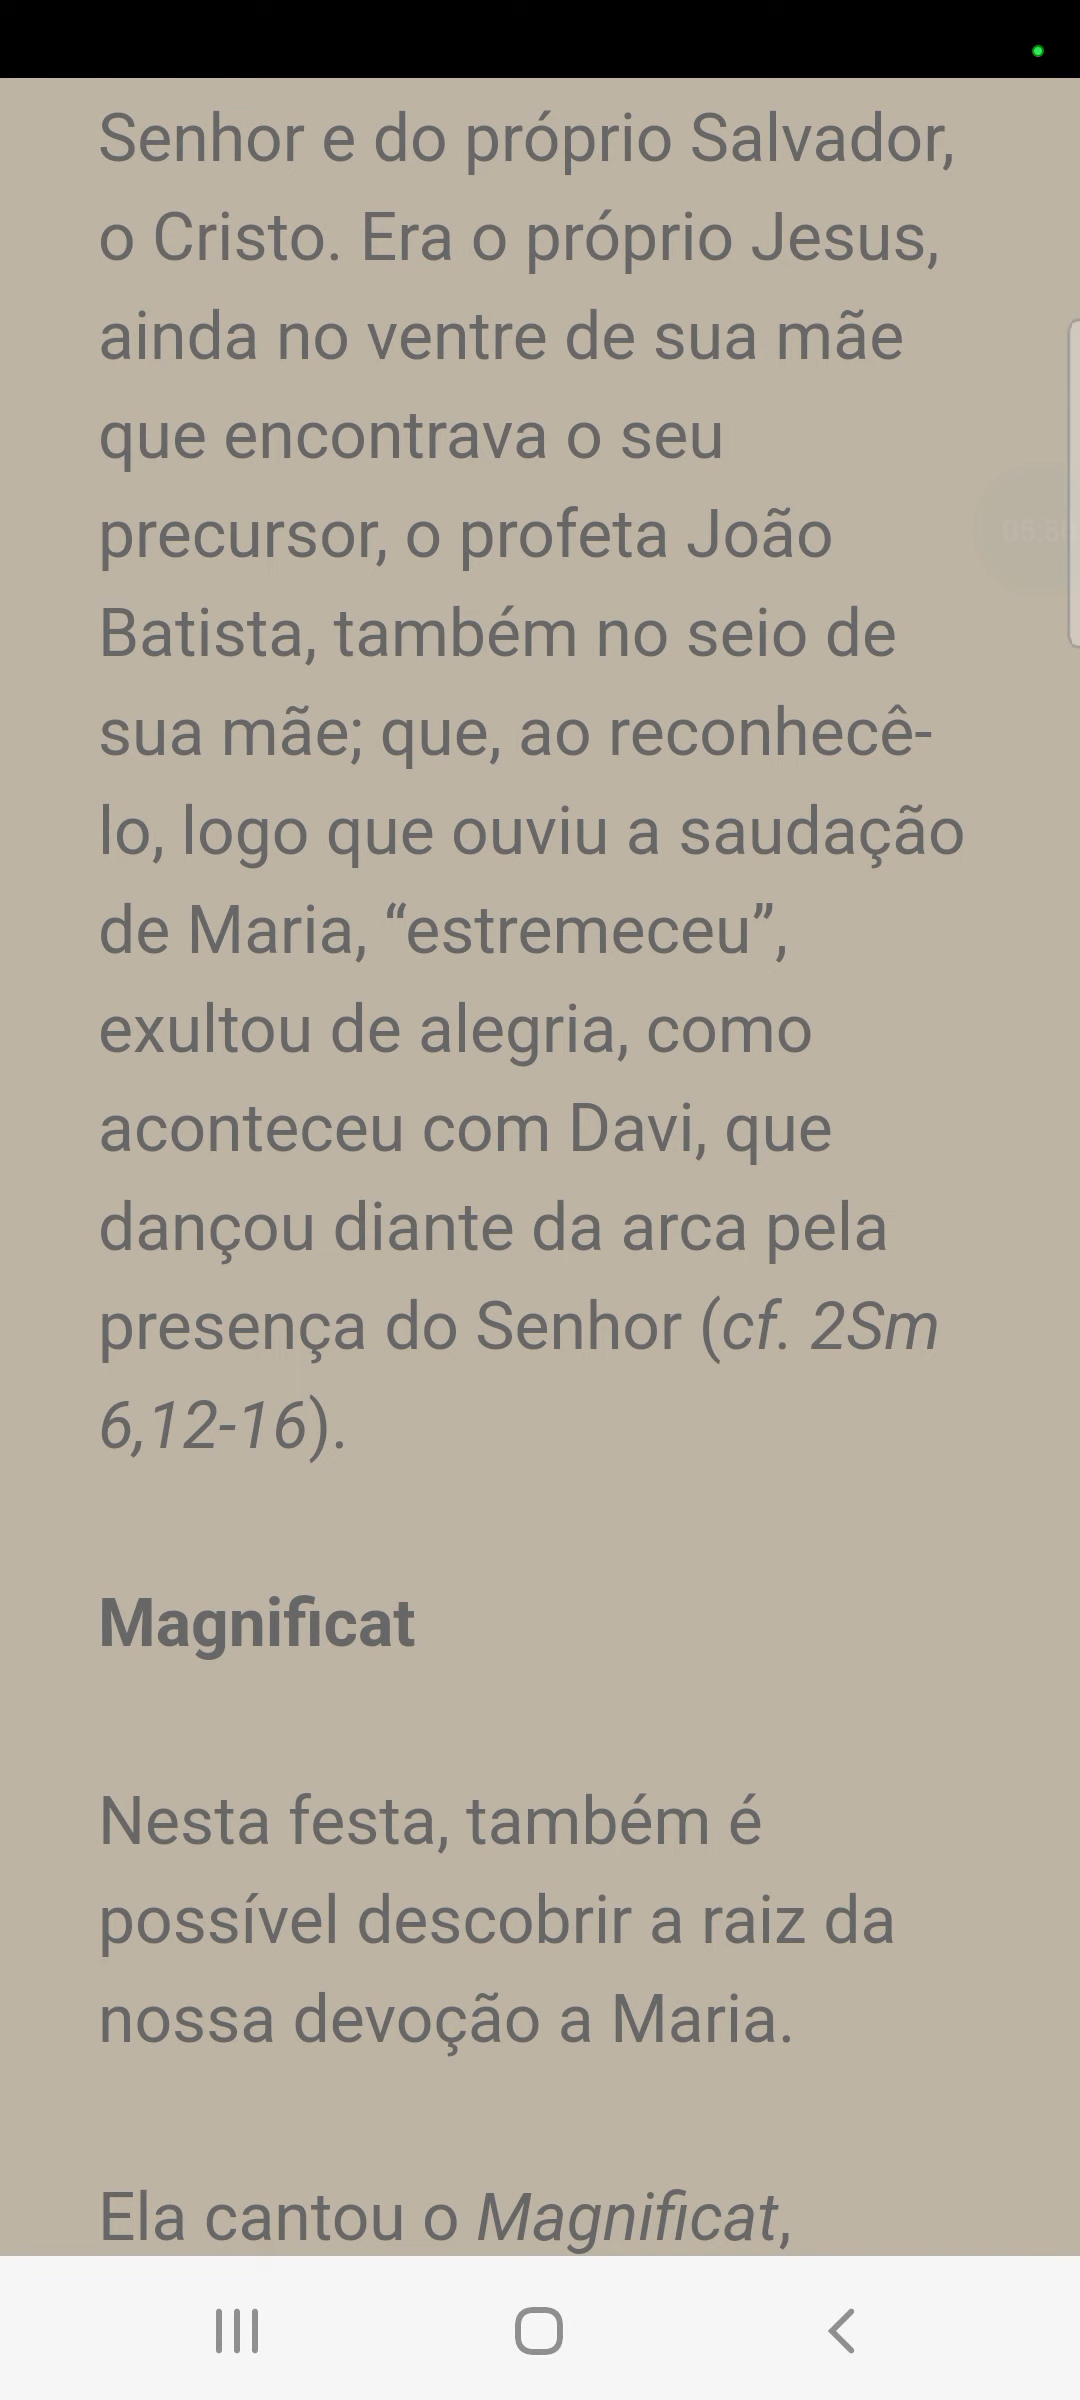 Senhor e do próprio Salvador,
o Cristo. Era o próprio Jesus,
ainda no ventre de sua mãe
que encontrava o seu
precursor, o profeta João
Batista, também no seio de
sua mãe; que, ao reconhecê-
lo, logo que ouviu a saudação
de Maria, “estremeceu”,
exultou de alegria, como
aconteceu com Davi, que
dançou diante da arca pela
presença do Senhor (cf. 2Sm
6,12-16).
Magnificat
Nesta festa, também é
possível descobrir a raiz da
nossa devoção a Maria.
Ela cantou o Magnificat,